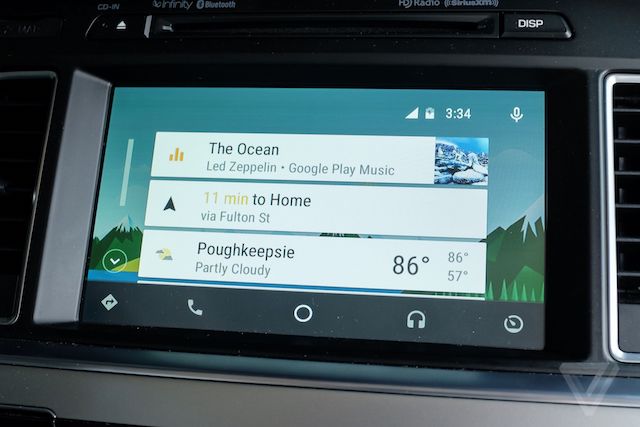 CD-IN
infinity Bluetooth
HD Radio SiriusXM
DISP
3:34
The Ocean
Led Zeppelin • Google Play Music
11 min to Home
via Fulton St
Poughkeepsie
Partly Cloudy
86°
86°
57°